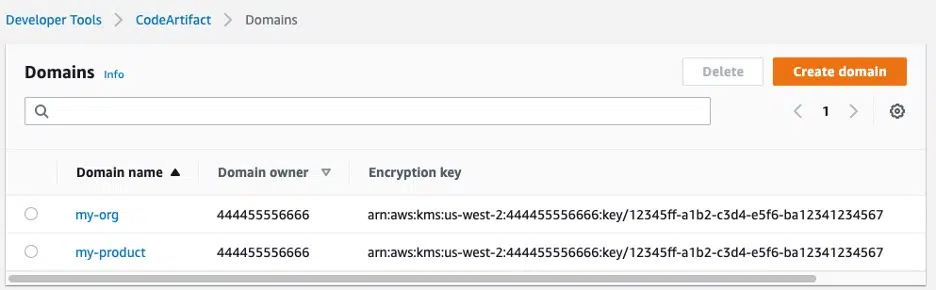 Developer Tools > CodeArtifact > Domains
Domains Info Delete Create domain
1
Domain name Domain owner Encryption key
my-org 444455556666 arn:aws:kms:us-west-2:444455556666:key/12345ff-a1b2-c3d4-e5f6-ba12341234567
my-product 444455556666 arn:aws:kms:us-west-2:444455556666:key/12345ff-a1b2-c3d4-e5f6-ba12341234567